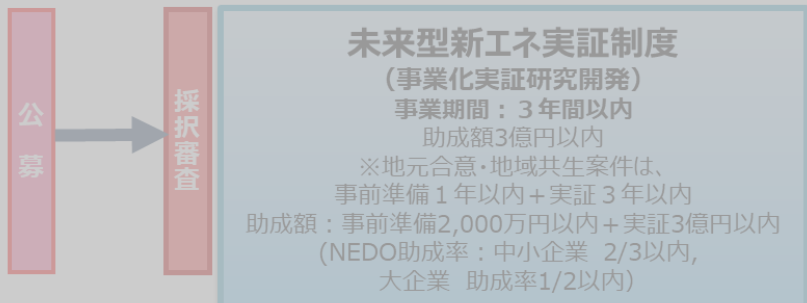 公募
採択審査
未来型新エネ実証制度
（事業化実証研究開発）
事業期間：３年間以内
助成額3億円以内
※地元合意・地域共生案件は、
事前準備１年以内＋実証３年以内
助成額：事前準備2,000万円以内＋実証3億円以内
(NEDO助成率：中小企業 2/3以内,
大企業 助成率1/2以内）